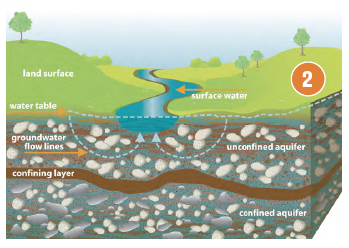 land surface
2
surface water
water table
groundwater
flow lines
unconfined aquifer
confining layer
confined aquifer